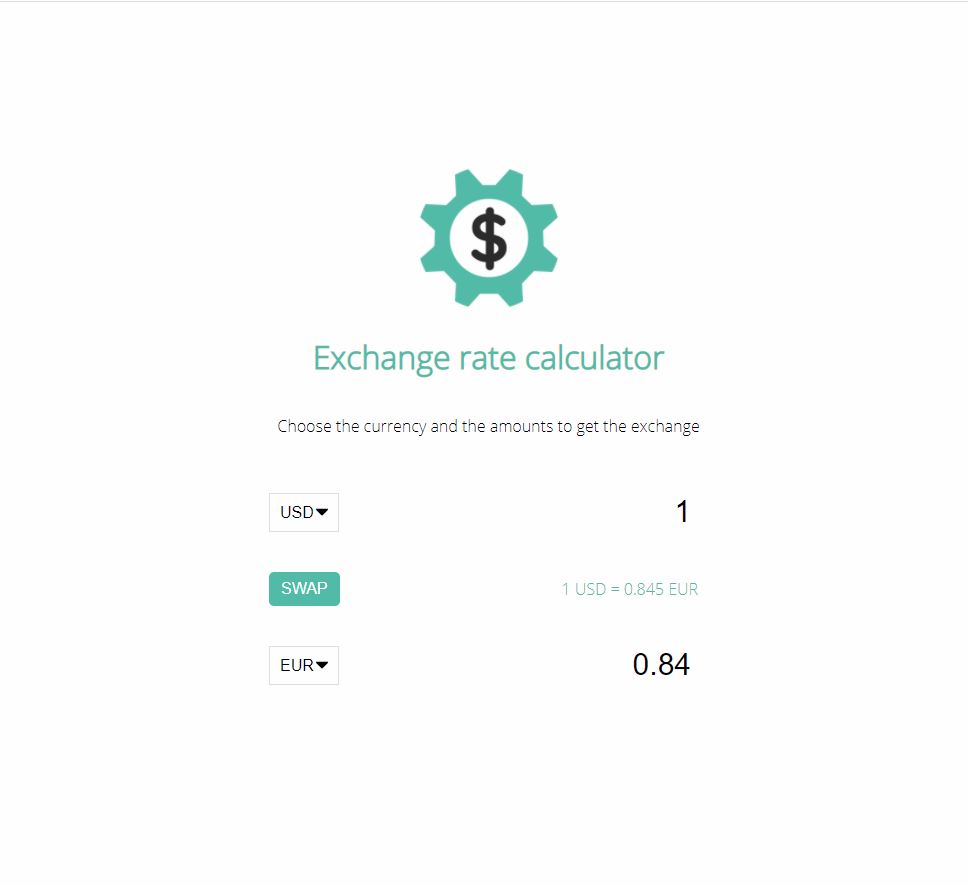 $
Exchange rate calculator
Choose the currency and the amounts to get the exchange
USD 1
SWAP 1 USD = 0.845 EUR
EUR 0.84